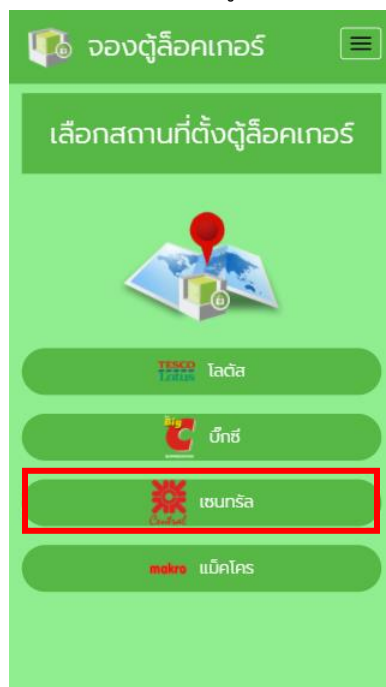 จองตู้ล็อคเกอร์
เลือกสถานที่ตั้งตู้ล็อคเกอร์
TESCO
Lotus
โลตัส
Big
C
บิ๊กซี
Central
เซนทรัล
makro
แม็คโคร